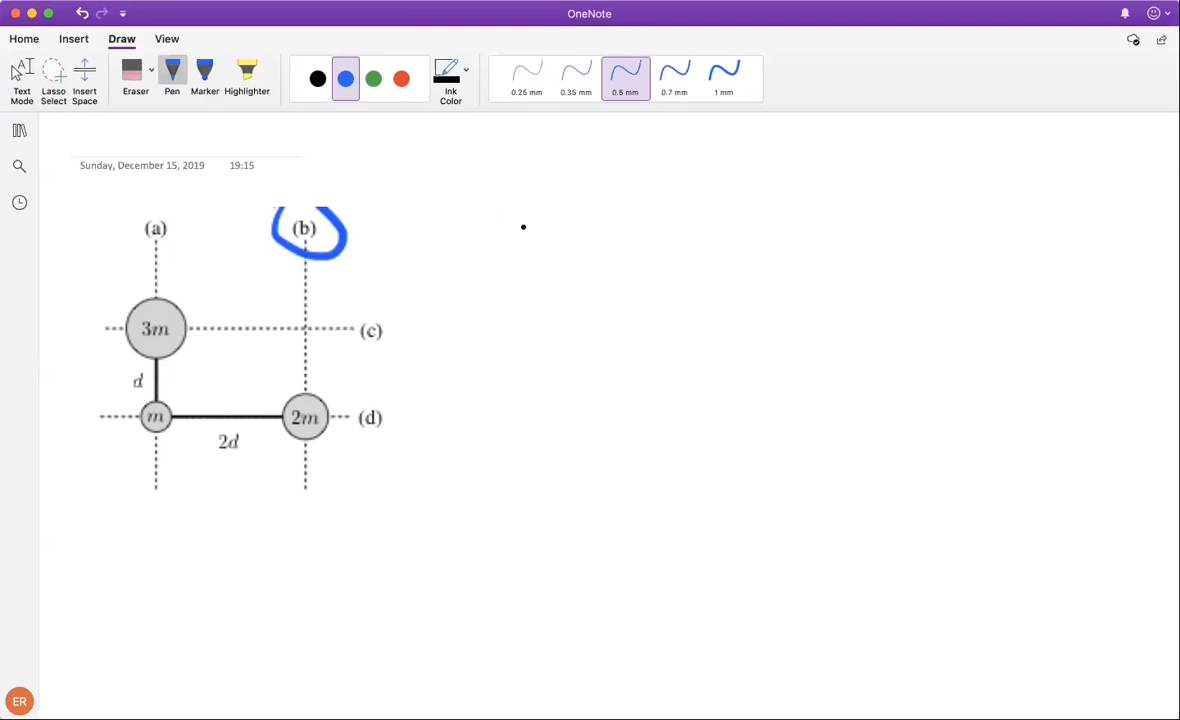 OneNote
Home Insert Draw View
Text Mode
Lasso Select
Insert Space
Eraser
Pen
Marker
Highlighter
Ink Color
0.25 mm
0.35 mm
0.5 mm
0.7 mm
1 mm
Sunday, December 15, 2019 19:15
(a) (b)
3m (c)
d
m 2m (d)
2d
ER